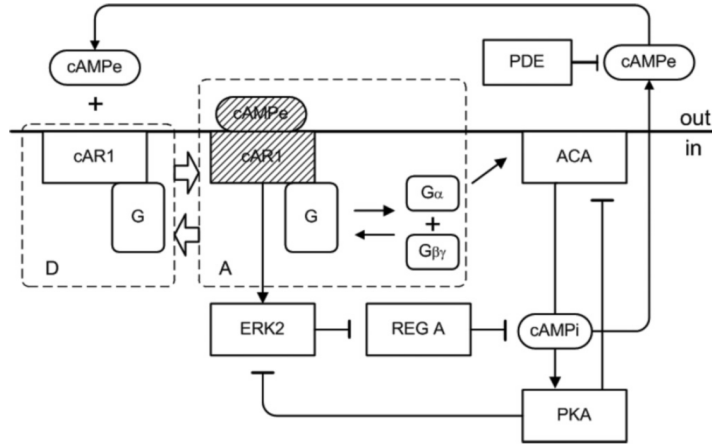 cAMPe
+
PDE
cAMPe
cAMPe
out
in
cAR1
cAR1
ACA
G
G
Gα
+
Gβγ
D
A
ERK2
REG A
cAMPi
PKA